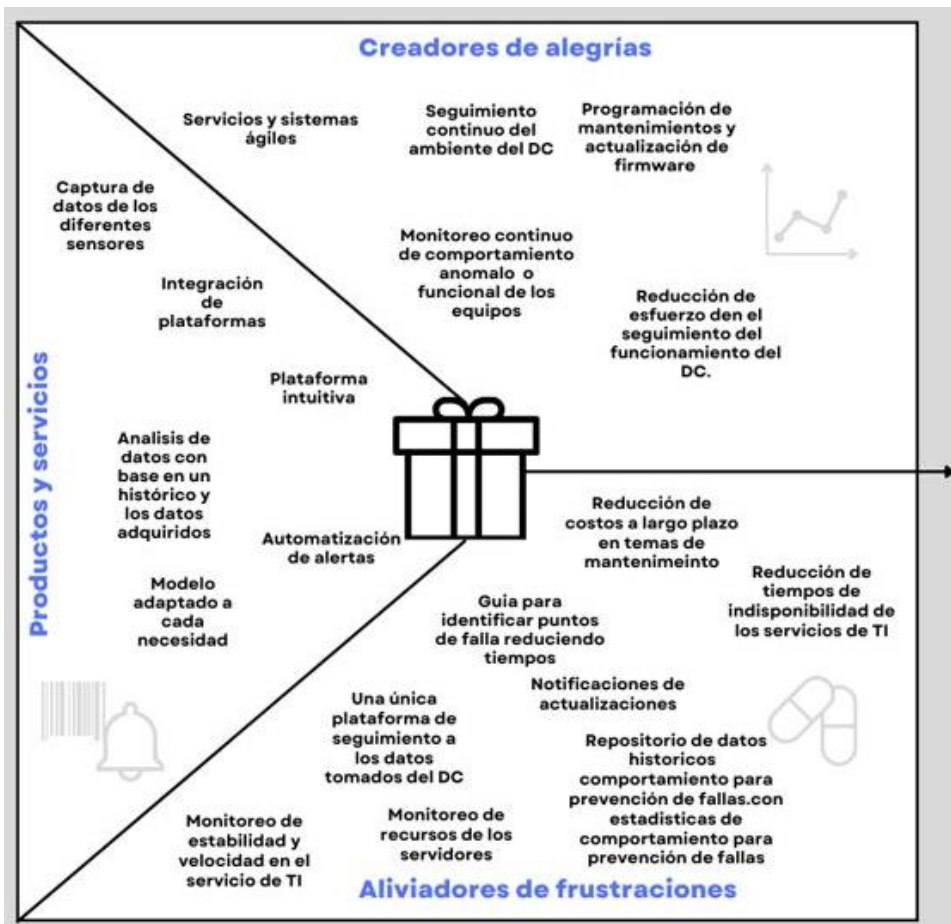 Creadores de alegrías
Servicios y sistemas
ágiles
Seguimiento
continuo del
ambiente del DC
Programación de
mantenimientos y
actualización de
firmware
Captura de
datos de los
diferentes
sensores
Monitoreo continuo
de comportamiento
anomalo o
funcional de los
equipos
Integración
de
plataformas
Reducción de
esfuerzo den el
seguimiento del
funcionamiento del
DC.
Plataforma
intuitiva
Productos y servicios
Analisis de
datos con
base en un
histórico y
los datos
adquiridos
Automatización
de alertas
Modelo
adaptado a
cada
necesidad
Reducción de
costos a largo plazo
en temas de
mantenimeinto
Reducción de
tiempos de
indisponibilidad de
los servicios de TI
Guia para
identificar puntos
de falla reduciendo
tiempos
Notificaciones de
actualizaciones
Una única
plataforma de
seguimiento a
los datos
tomados del DC
Repositorio de datos
historicos
comportamiento para
prevención de fallas.con
estadisticas de
comportamiento para
prevención de fallas
Monitoreo de
estabilidad y
velocidad en el
servicio de TI
Monitoreo de
recursos de los
servidores
Aliviadores de frustraciones